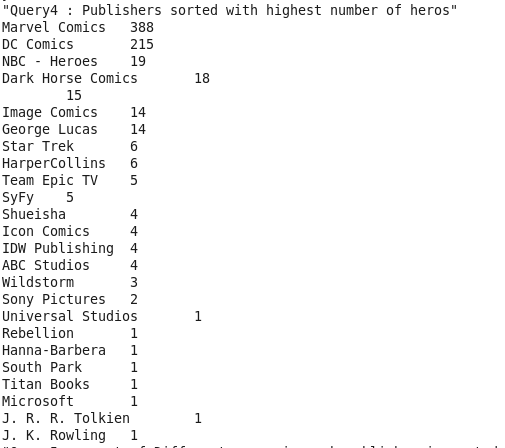 "Query4 : Publishers sorted with highest number of heros"
Marvel Comics 388
DC Comics 215
NBC - Heroes 19
Dark Horse Comics 18
15
Image Comics 14
George Lucas 14
Star Trek 6
HarperCollins 6
Team Epic TV 5
SyFy 5
Shueisha 4
Icon Comics 4
IDW Publishing 4
ABC Studios 4
Wildstorm 3
Sony Pictures 2
Universal Studios 1
Rebellion 1
Hanna-Barbera 1
South Park 1
Titan Books 1
Microsoft 1
J. R. R. Tolkien 1
J. K. Rowling 1